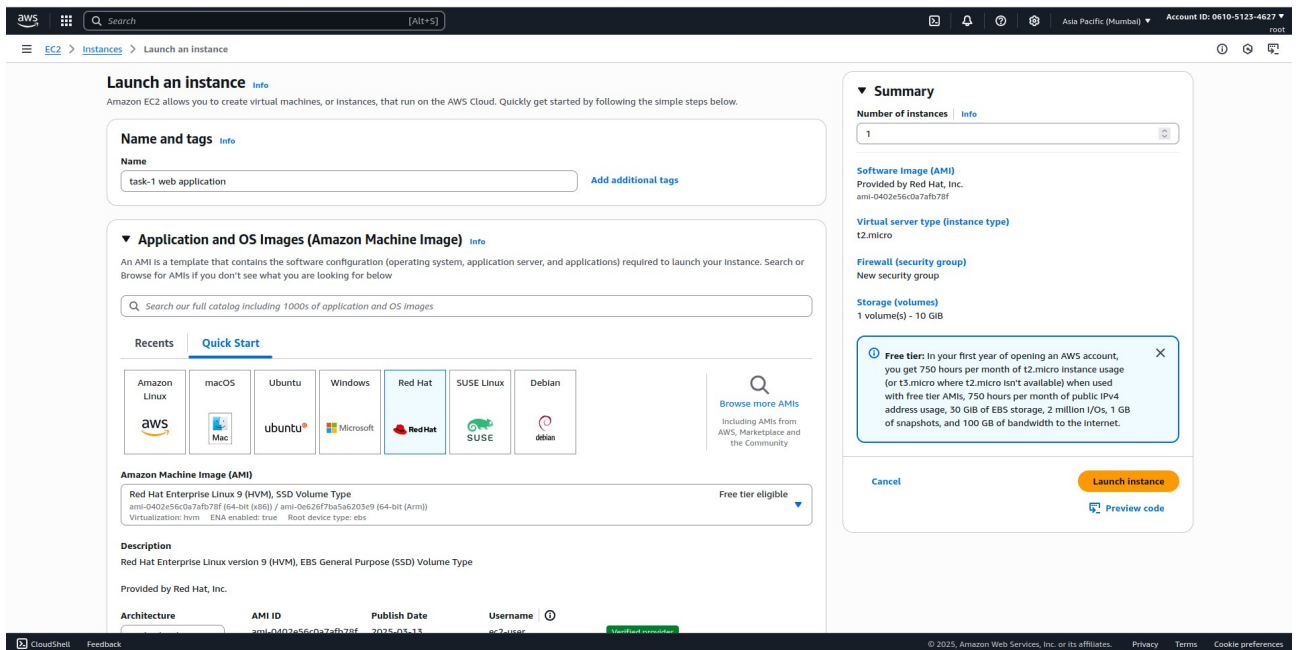 aws
Search
[Alt+S]
Asia Pacific (Mumbai) ▼
Account ID: 0610-5123-4627 ▼
root
EC2 > Instances > Launch an instance
Launch an instance Info
Amazon EC2 allows you to create virtual machines, or instances, that run on the AWS Cloud. Quickly get started by following the simple steps below.
Name and tags Info
Name
task-1 web application
Add additional tags
▼ Application and OS Images (Amazon Machine Image) Info
An AMI is a template that contains the software configuration (operating system, application server, and applications) required to launch your instance. Search or
Browse for AMIs if you don't see what you are looking for below
Search our full catalog including 1000s of application and OS images
Recents
Quick Start
Amazon
Linux
aws
macOS
Mac
Ubuntu
ubuntu®
Windows
Microsoft
Red Hat
Red Hat
SUSE Linux
SUSE
Debian
debian
Browse more AMIs
Including AMIs from
AWS, Marketplace and
the Community
Amazon Machine Image (AMI)
Red Hat Enterprise Linux 9 (HVM), SSD Volume Type
Free tier eligible
ami-0402e56c0a7afb78f (64-bit (x86)) / ami-0e626f7ba5a6203e9 (64-bit (Arm))
Virtualization: hvm ENA enabled: true Root device type: ebs
Description
Red Hat Enterprise Linux version 9 (HVM), EBS General Purpose (SSD) Volume Type
Provided by Red Hat, Inc.
Architecture
AMI ID
Publish Date
Username
ami-0402e56c0a7afb78f
2025-03-13
ec2-user
Verified provider
▼ Summary
Number of instances Info
1
Software Image (AMI)
Provided by Red Hat, Inc.
ami-0402e56c0a7afb78f
Virtual server type (instance type)
t2.micro
Firewall (security group)
New security group
Storage (volumes)
1 volume(s) - 10 GiB
Free tier: In your first year of opening an AWS account,
you get 750 hours per month of t2.micro instance usage
(or t3.micro where t2.micro isn't available) when used
with free tier AMIs, 750 hours per month of public IPv4
address usage, 30 GiB of EBS storage, 2 million I/Os, 1 GB
of snapshots, and 100 GB of bandwidth to the internet.
Cancel
Launch instance
Preview code
CloudShell
Feedback
© 2025, Amazon Web Services, Inc. or its affiliates.
Privacy
Terms
Cookie preferences